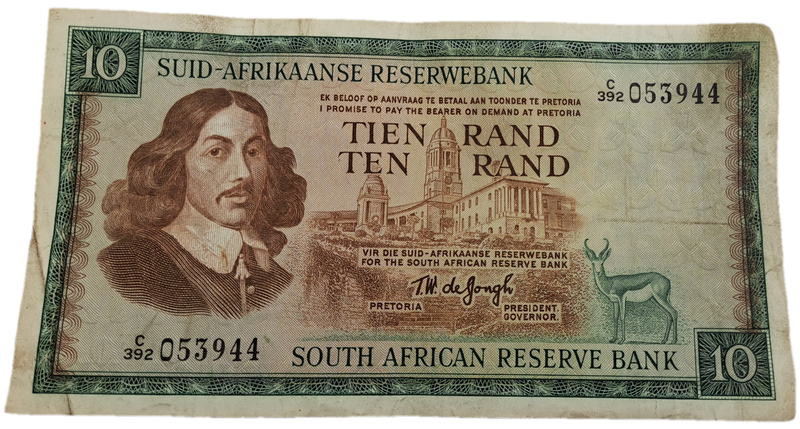 10
SUID-AFRIKAANSE RESERWEBANK
C/392 053944
EK BELOOF OP AANVRAAG TE BETAAL AAN TOONDER TE PRETORIA
I PROMISE TO PAY THE BEARER ON DEMAND AT PRETORIA
TIEN RAND
TEN RAND
VIR DIE SUID-AFRIKAANSE RESERWEBANK
FOR THE SOUTH AFRICAN RESERVE BANK
T.W. de Jongh
PRETORIA
PRESIDENT.
GOVERNOR.
C/392 053944
SOUTH AFRICAN RESERVE BANK
10